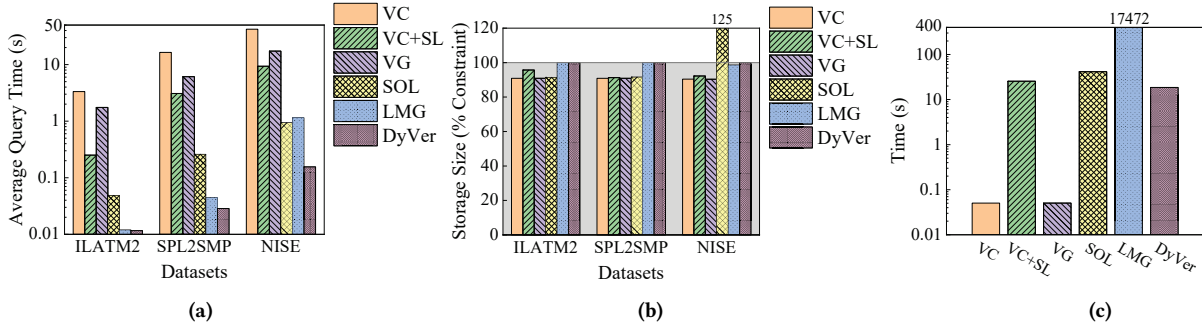 Average Query Time (s)
50
10
1
0.1
0.01
ILATM2 SPL2SMP NISE
Datasets
VC
VC+SL
VG
SOL
LMG
DyVer
(a)
Storage Size (% Constraint)
120
100
80
60
40
20
0
125
ILATM2 SPL2SMP NISE
Datasets
VC
VC+SL
VG
SOL
LMG
DyVer
(b)
Time (s)
400
100
10
1
0.1
0.01
17472
VC VC+SL VG SOL LMG DyVer
(c)